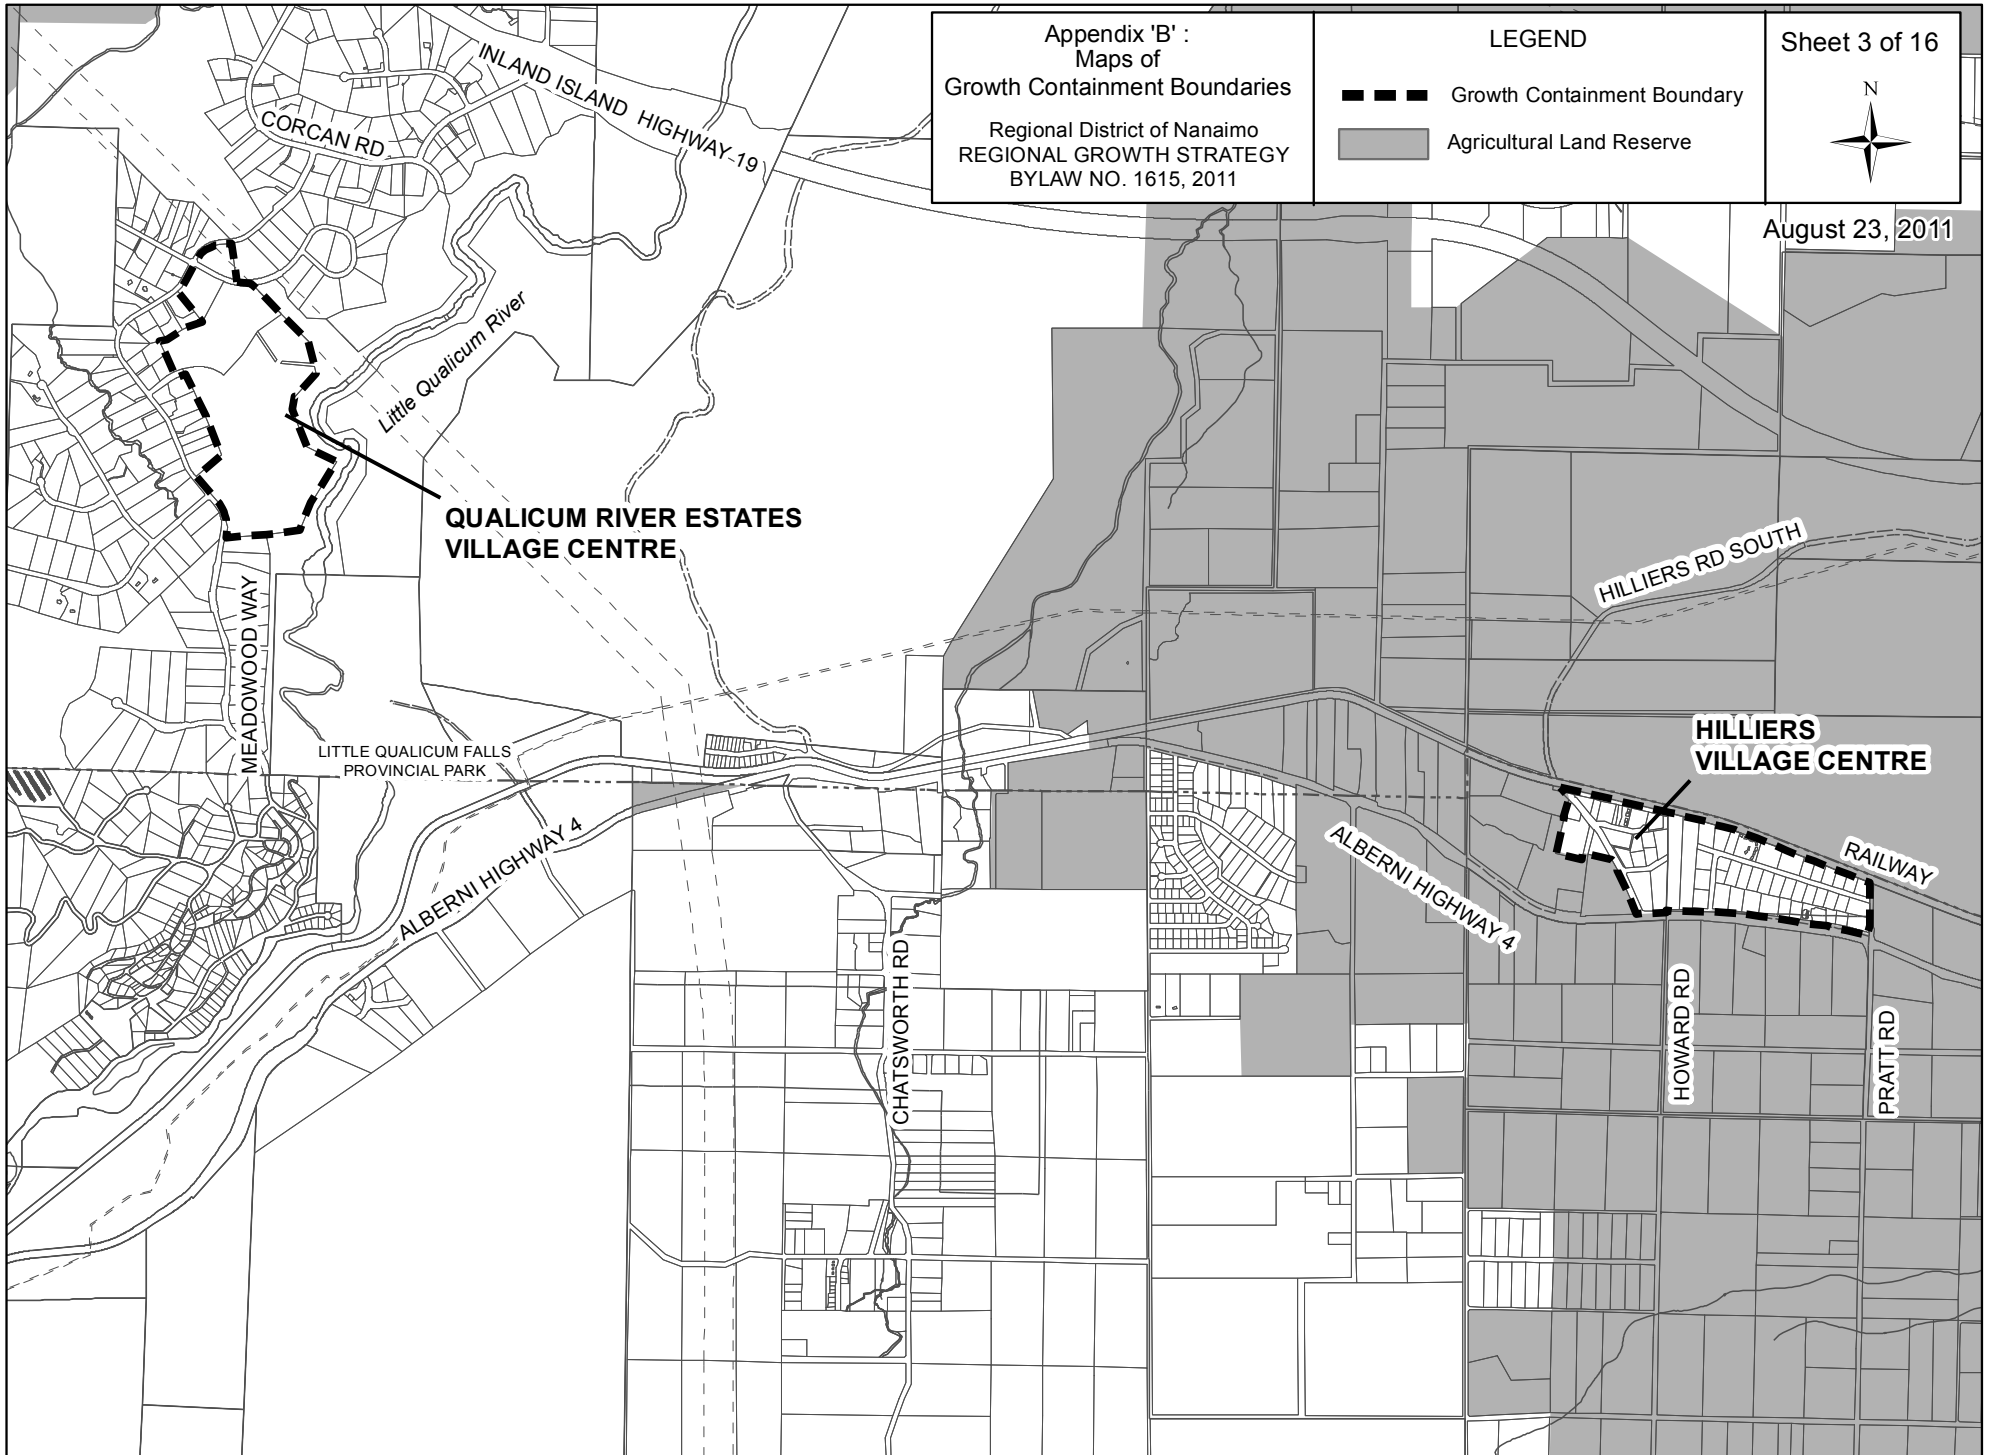 Appendix 'B' :
Maps of
Growth Containment Boundaries
Regional District of Nanaimo
REGIONAL GROWTH STRATEGY
BYLAW NO. 1615, 2011
LEGEND
Growth Containment Boundary
Agricultural Land Reserve
Sheet 3 of 16
N
August 23, 2011
INLAND ISLAND HIGHWAY 19
CORCAN RD
Little Qualicum River
QUALICUM RIVER ESTATES
VILLAGE CENTRE
MEADOWOOD WAY
LITTLE QUALICUM FALLS
PROVINCIAL PARK
ALBERNI HIGHWAY 4
CHATSWORTH RD
HILLIERS RD SOUTH
HILLIERS
VILLAGE CENTRE
RAILWAY
ALBERNI HIGHWAY 4
HOWARD RD
PRATT RD